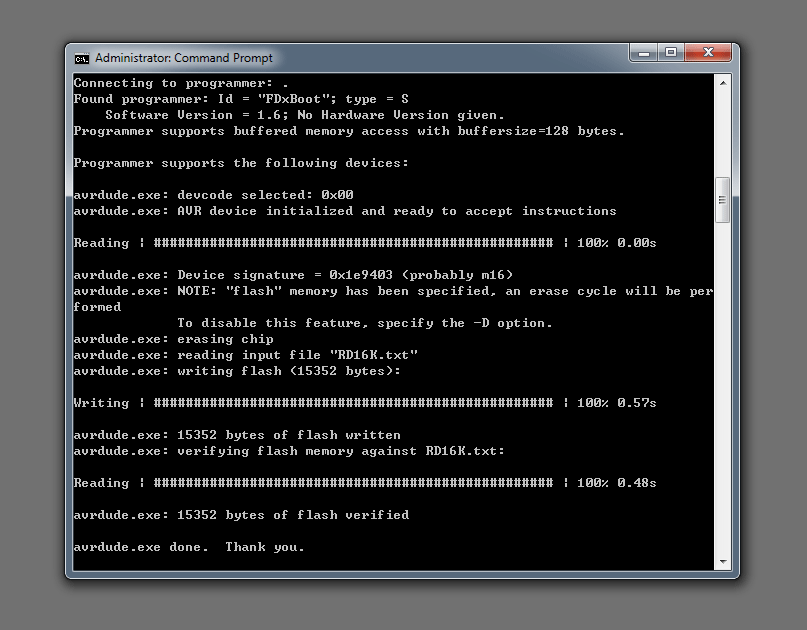 Administrator: Command Prompt
Connecting to programmer: .
Found programmer: Id = "FDxBoot"; type = S
    Software Version = 1.6; No Hardware Version given.
Programmer supports buffered memory access with buffersize=128 bytes.
Programmer supports the following devices:
avrdude.exe: devcode selected: 0x00
avrdude.exe: AVR device initialized and ready to accept instructions
Reading | ################################################## | 100% 0.00s
avrdude.exe: Device signature = 0x1e9403 (probably m16)
avrdude.exe: NOTE: "flash" memory has been specified, an erase cycle will be per
formed
             To disable this feature, specify the -D option.
avrdude.exe: erasing chip
avrdude.exe: reading input file "RD16K.txt"
avrdude.exe: writing flash (15352 bytes):
Writing | ################################################## | 100% 0.57s
avrdude.exe: 15352 bytes of flash written
avrdude.exe: verifying flash memory against RD16K.txt:
Reading | ################################################## | 100% 0.48s
avrdude.exe: 15352 bytes of flash verified
avrdude.exe done.  Thank you.